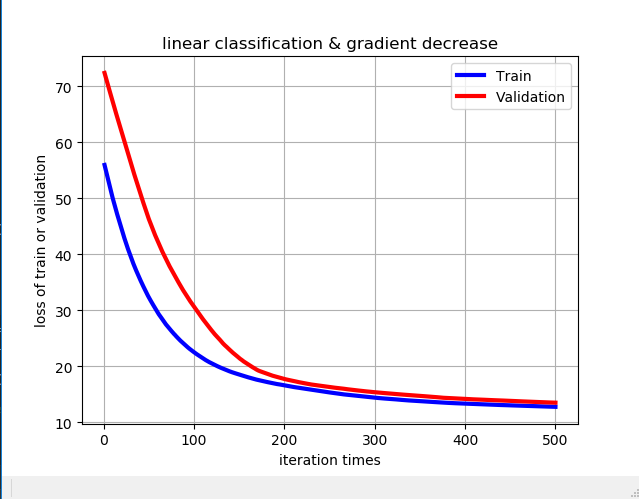 linear classification & gradient decrease
Train
Validation
loss of train or validation
70
60
50
40
30
20
10
0 100 200 300 400 500
iteration times